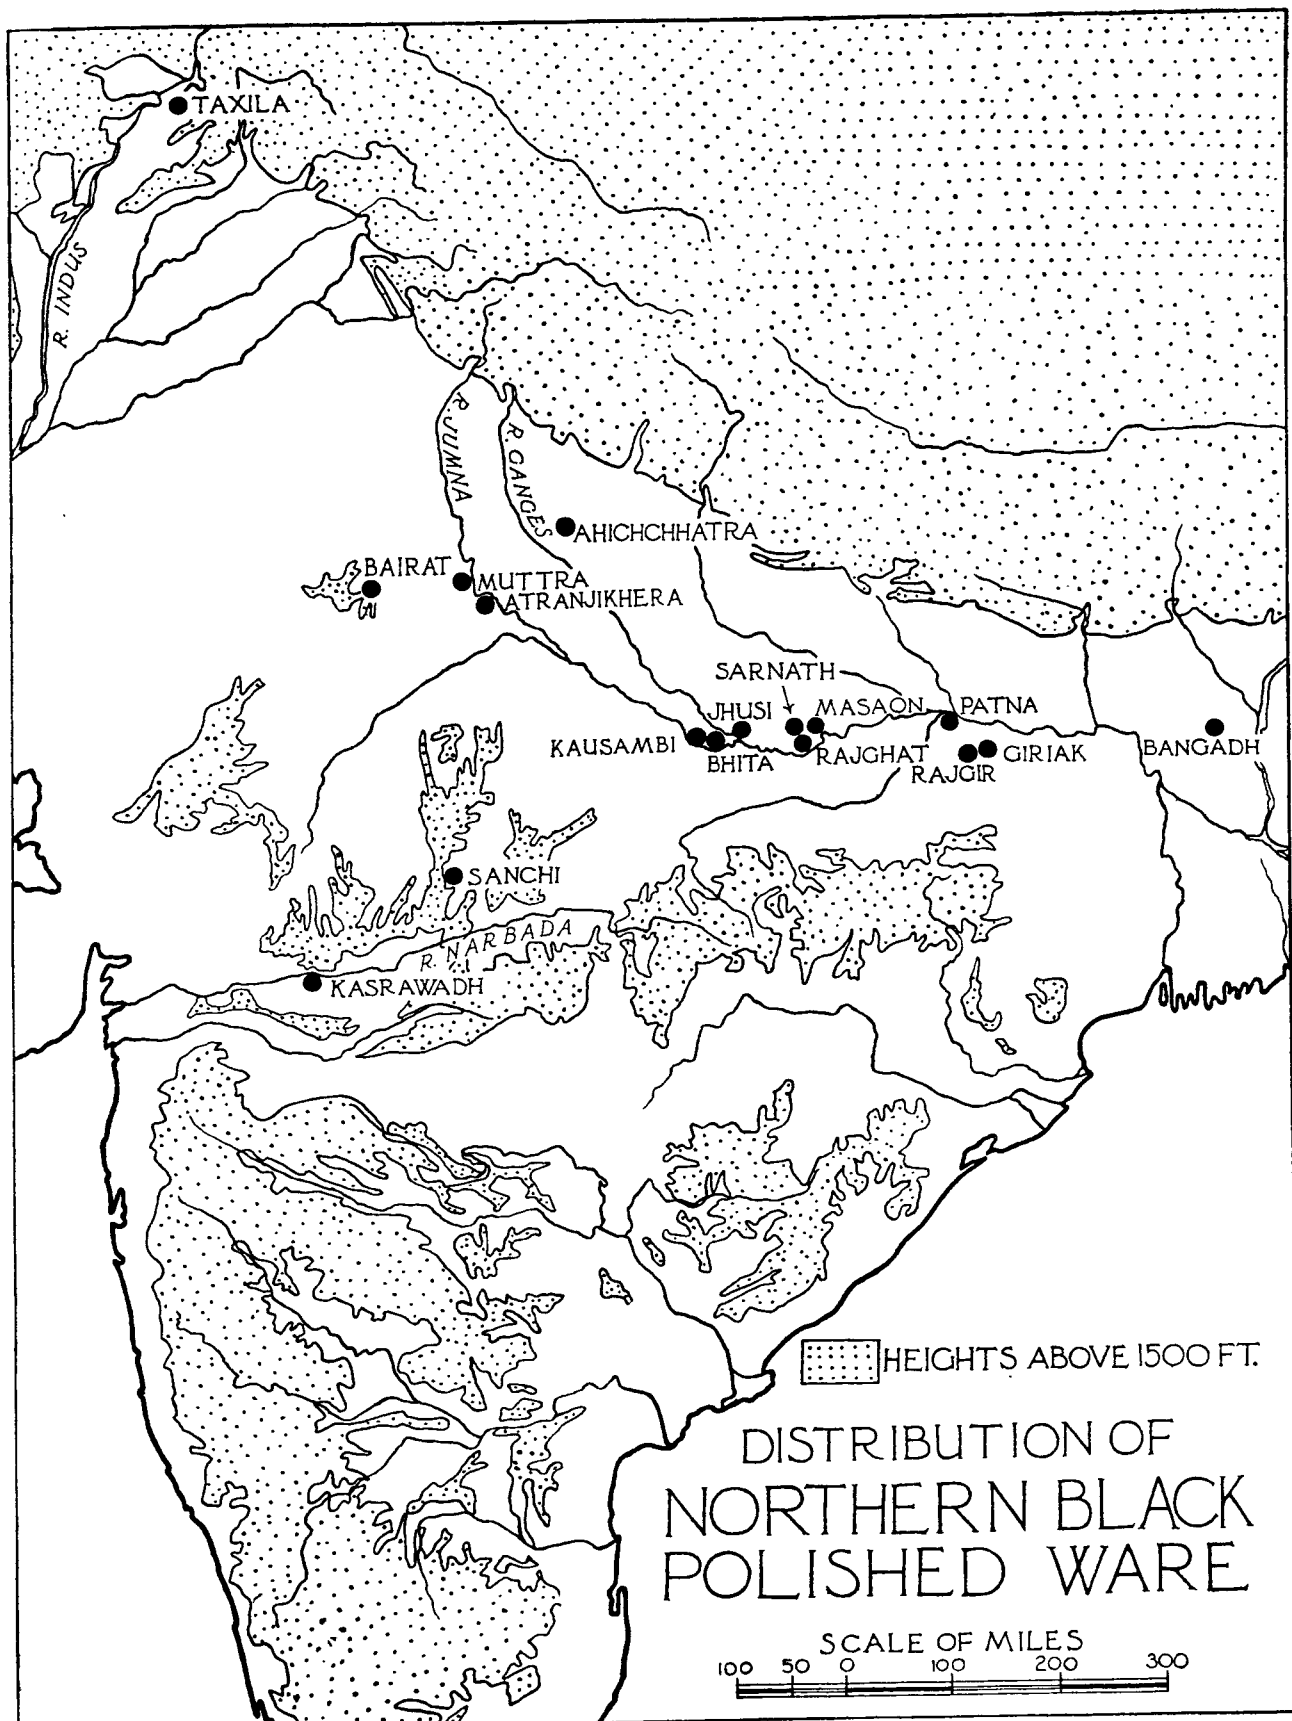 TAXILA
R. INDUS
R. JUMNA
R. GANGES
AHICHCHHATRA
BAIRAT
MUTTRA
ATRANJIKHERA
SARNATH
JHUSI
MASAON
PATNA
KAUSAMBI
BHITA
RAJGHAT
RAJGIR
GIRIAK
BANGADH
SANCHI
R. NARBADA
KASRAWADH
HEIGHTS ABOVE 1500 FT.
DISTRIBUTION OF
NORTHERN BLACK
POLISHED WARE
SCALE OF MILES
100 50 0 100 200 300